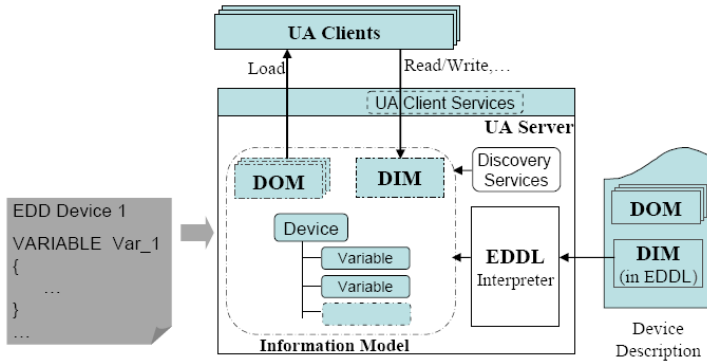 UA Clients
Load
Read/Write,...
UA Client Services
UA Server
DOM
DIM
Discovery
Services
EDD Device 1
VARIABLE Var_1
{
...
}
...
Device
Variable
Variable
EDDL
Interpreter
Information Model
DOM
DIM
(in EDDL)
Device
Description